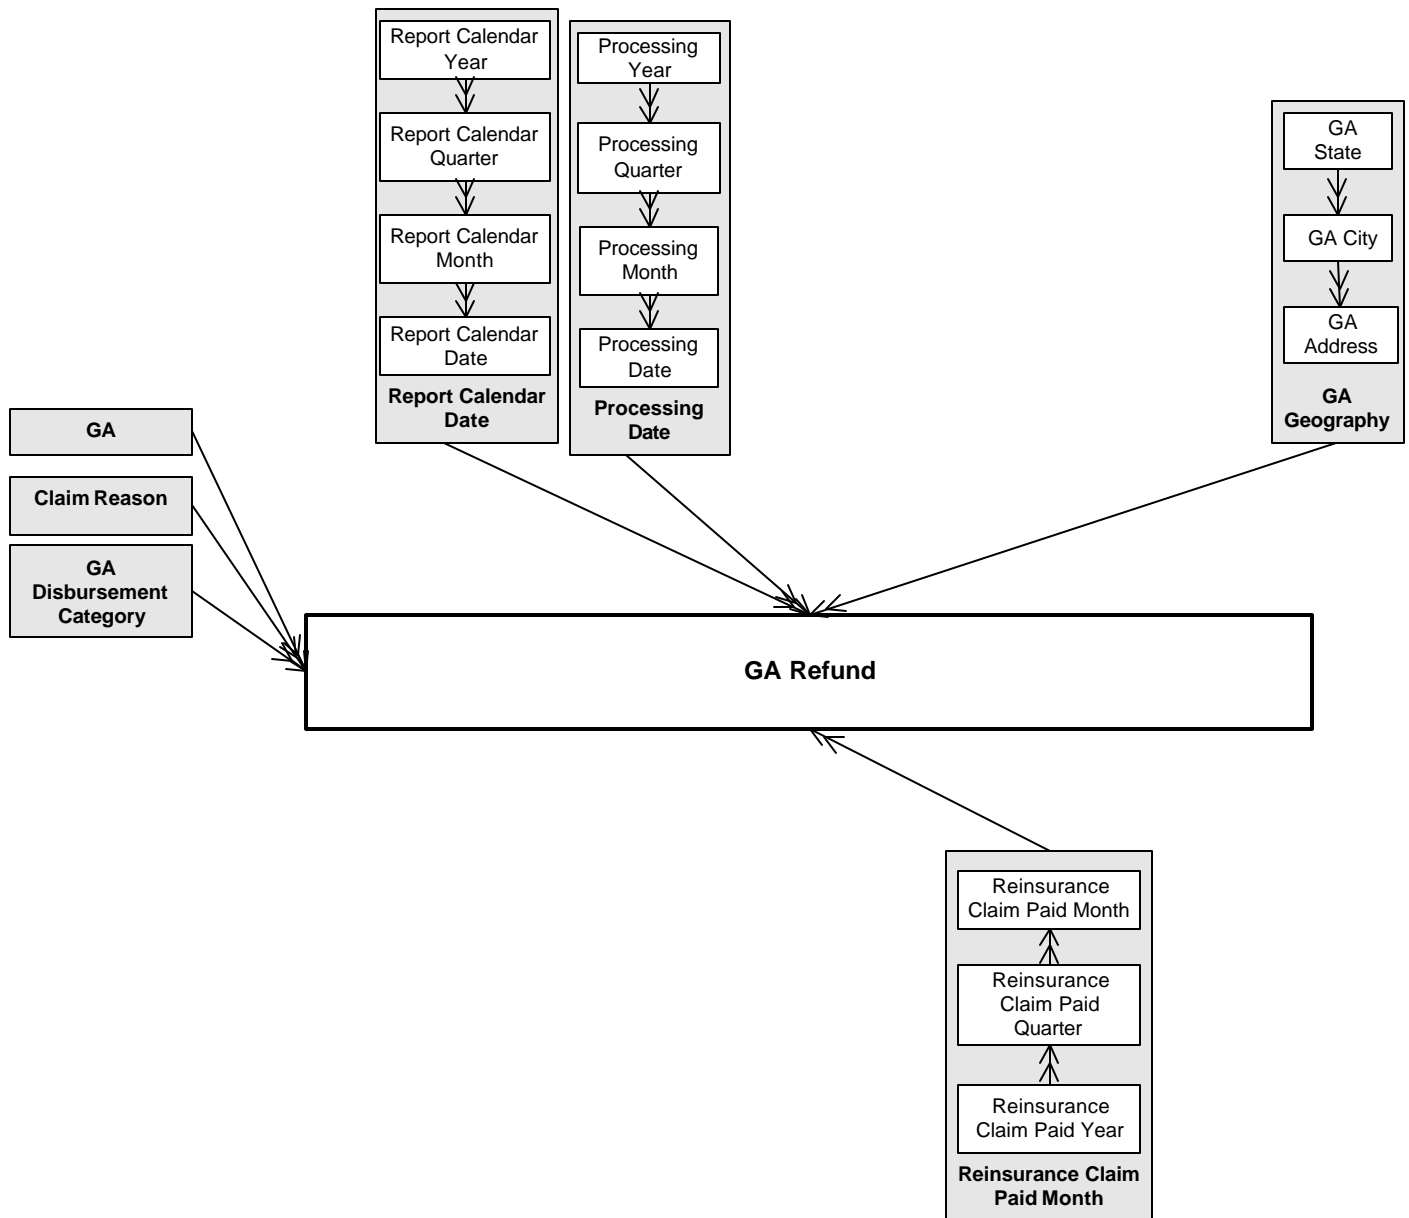 Report Calendar
Year
Report Calendar
Quarter
Report Calendar
Month
Report Calendar
Date
Report Calendar
Date
Processing
Year
Processing
Quarter
Processing
Month
Processing
Date
Processing
Date
GA
State
GA City
GA
Address
GA
Geography
GA
Claim Reason
GA
Disbursement
Category
GA Refund
Reinsurance
Claim Paid Month
Reinsurance
Claim Paid
Quarter
Reinsurance
Claim Paid Year
Reinsurance Claim
Paid Month